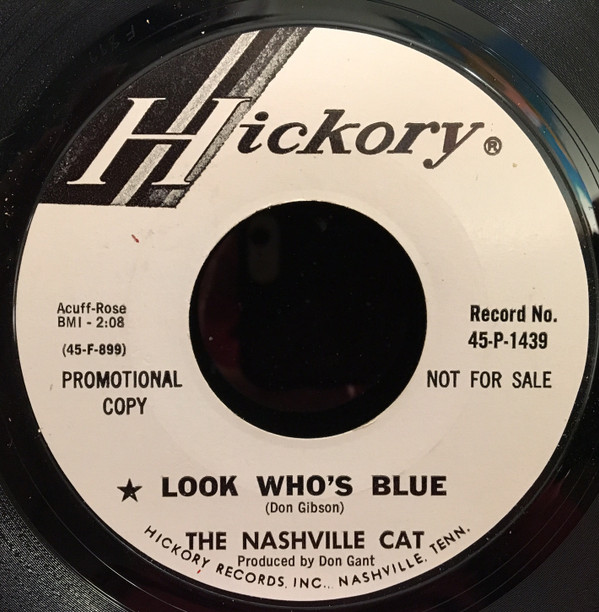 Hickory®
Acuff-Rose
BMI - 2:08
(45-F-899)
PROMOTIONAL
COPY
Record No.
45-P-1439
NOT FOR SALE
★ LOOK WHO'S BLUE
(Don Gibson)
THE NASHVILLE CAT
Produced by Don Gant
HICKORY RECORDS, INC., NASHVILLE, TENN.